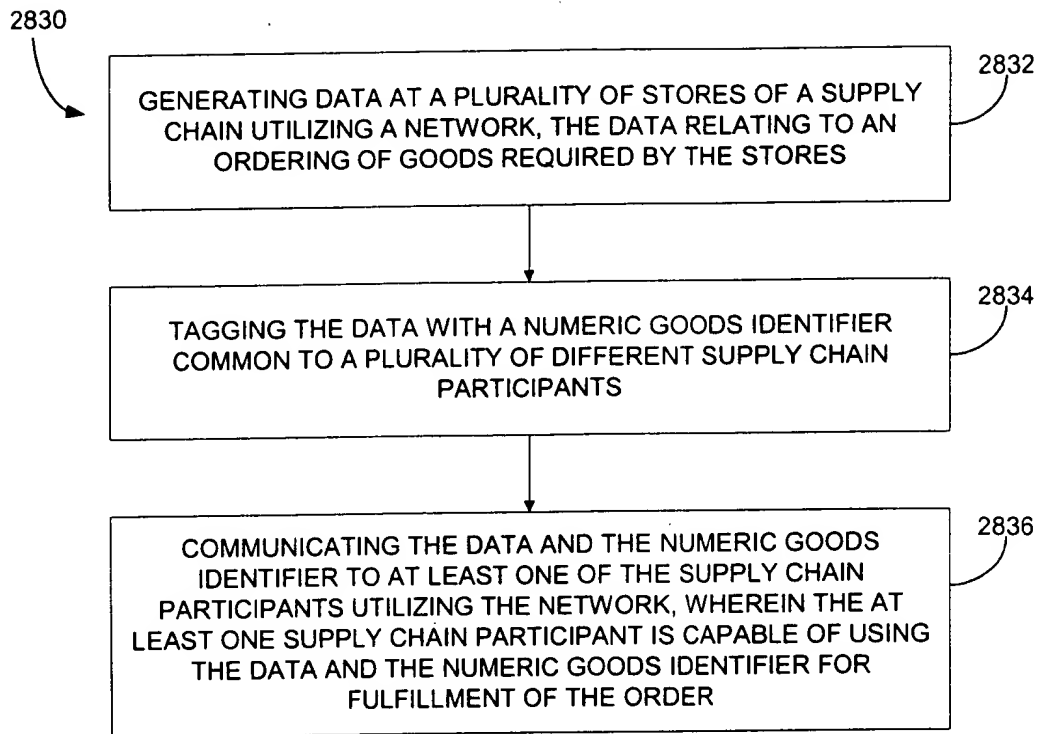 2830
2832
GENERATING DATA AT A PLURALITY OF STORES OF A SUPPLY
CHAIN UTILIZING A NETWORK, THE DATA RELATING TO AN
ORDERING OF GOODS REQUIRED BY THE STORES
2834
TAGGING THE DATA WITH A NUMERIC GOODS IDENTIFIER
COMMON TO A PLURALITY OF DIFFERENT SUPPLY CHAIN
PARTICIPANTS
2836
COMMUNICATING THE DATA AND THE NUMERIC GOODS
IDENTIFIER TO AT LEAST ONE OF THE SUPPLY CHAIN
PARTICIPANTS UTILIZING THE NETWORK, WHEREIN THE AT
LEAST ONE SUPPLY CHAIN PARTICIPANT IS CAPABLE OF USING
THE DATA AND THE NUMERIC GOODS IDENTIFIER FOR
FULFILLMENT OF THE ORDER